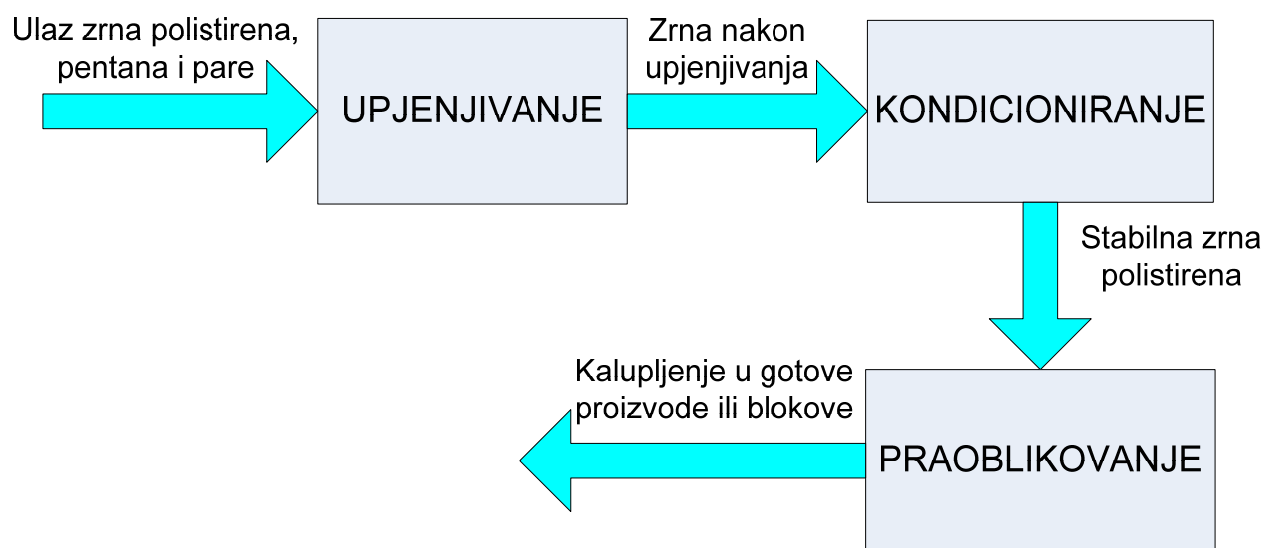 Ulaz zrna polistirena,
pentana i pare
UPJENJIVANJE
Zrna nakon
upjenjivanja
KONDICIONIRANJE
Stabilna zrna
polistirena
PRAOBLIKOVANJE
Kalupljenje u gotove
proizvode ili blokove